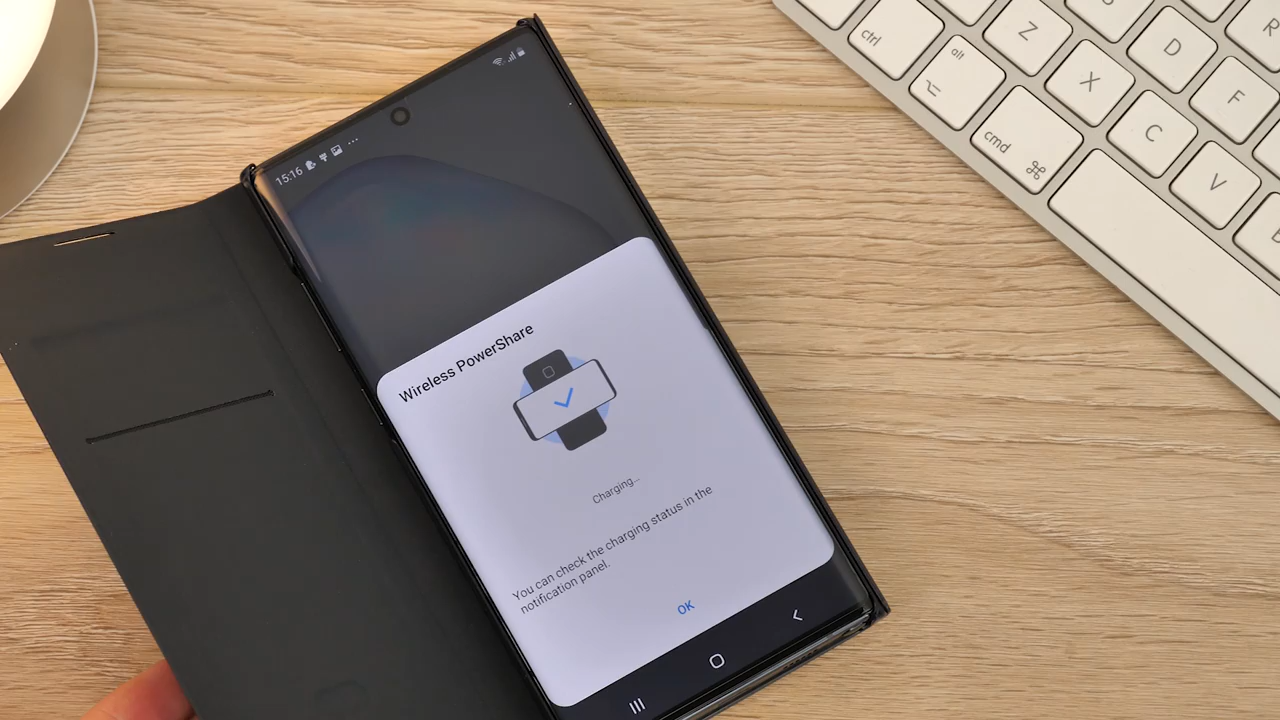 15:16
Wireless PowerShare
Charging...
You can check the charging status in the
notification panel.
OK
ctrl
alt
cmd
Z
X
C
V
D
F
R